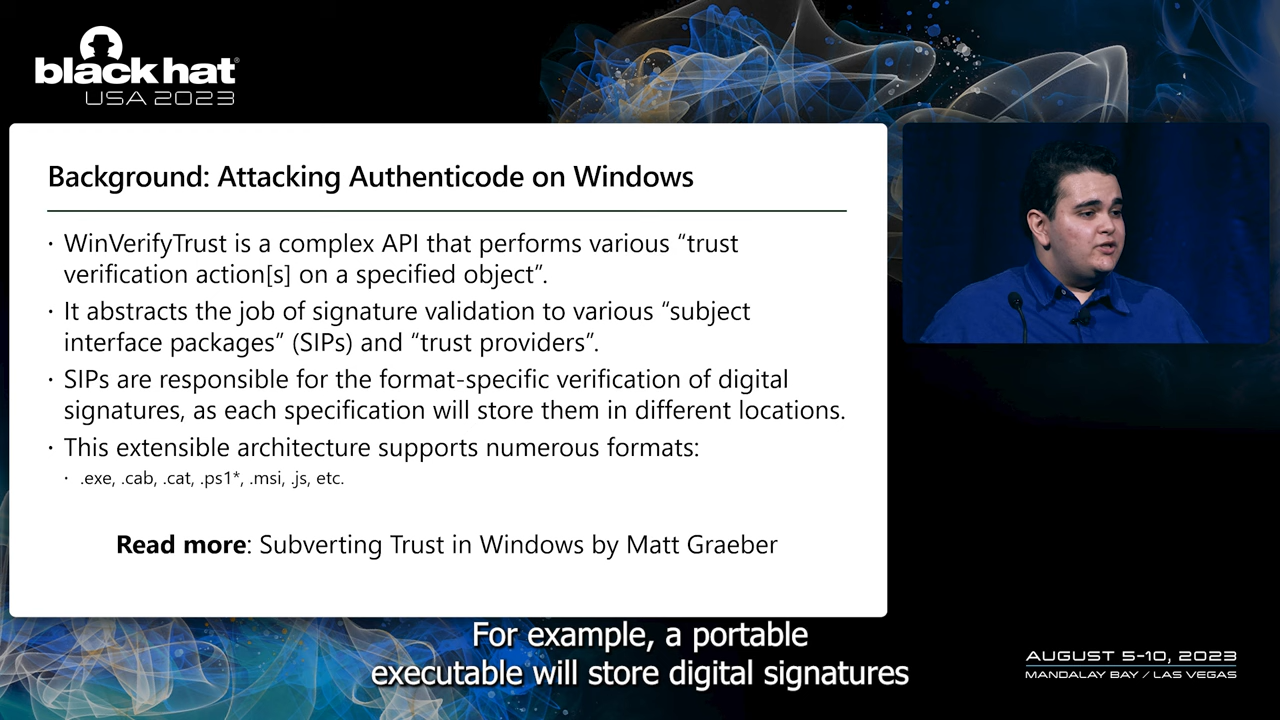 blackhat®
USA 2023
Background: Attacking Authenticode on Windows
· WinVerifyTrust is a complex API that performs various “trust
verification action[s] on a specified object”.
· It abstracts the job of signature validation to various “subject
interface packages” (SIPs) and “trust providers”.
· SIPs are responsible for the format-specific verification of digital
signatures, as each specification will store them in different locations.
· This extensible architecture supports numerous formats:
· .exe, .cab, .cat, .ps1*, .msi, .js, etc.
Read more: Subverting Trust in Windows by Matt Graeber
For example, a portable
executable will store digital signatures
AUGUST 5-10, 2023
MANDALAY BAY / LAS VEGAS